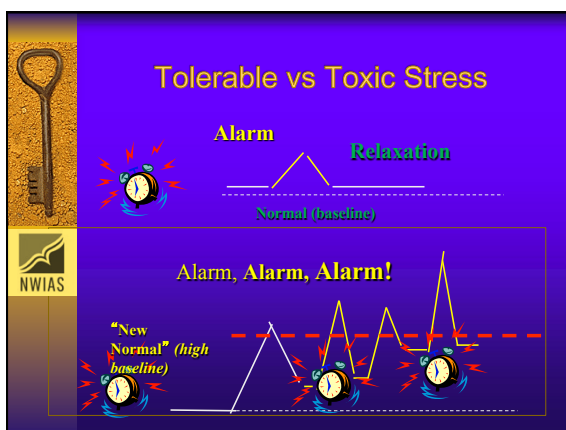 Tolerable vs Toxic Stress
Alarm
Relaxation
Normal (baseline)
NWIAS
Alarm, Alarm, Alarm!
“New
Normal” (high
baseline)